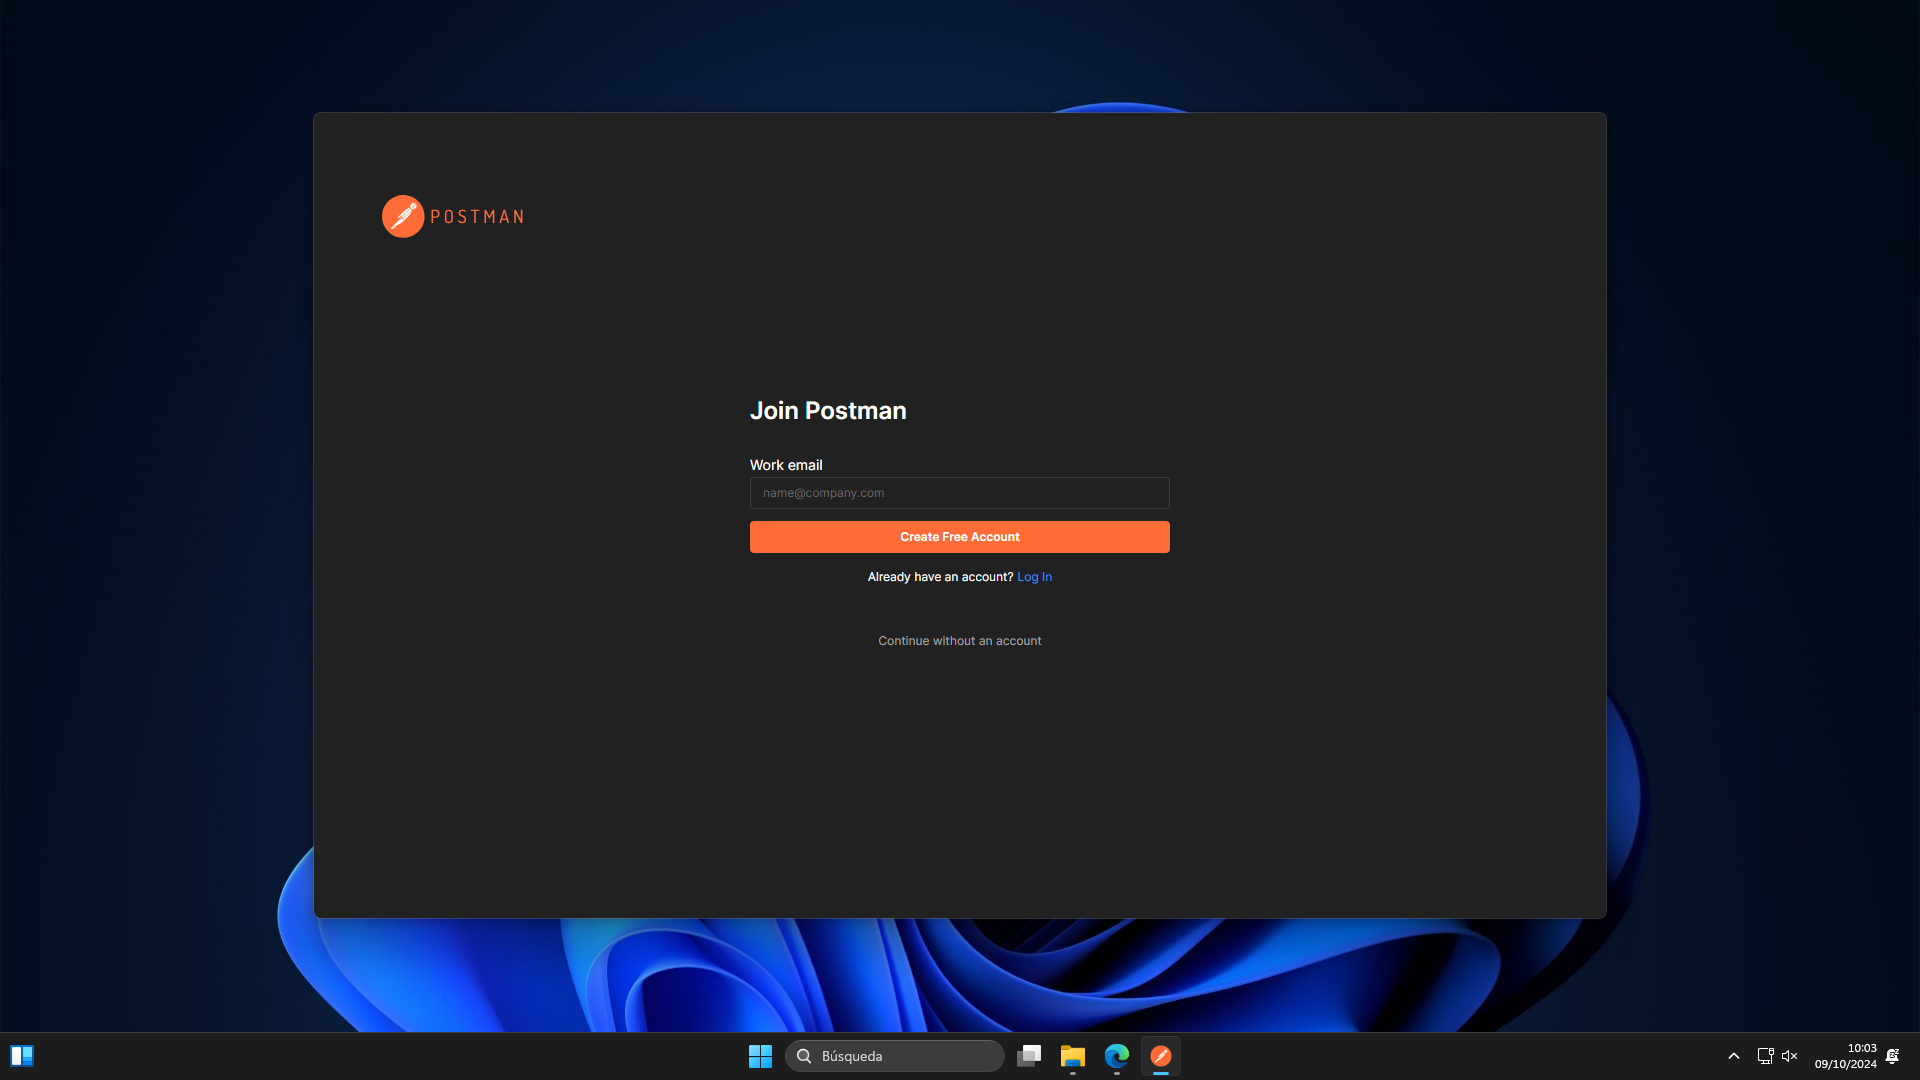 POSTMAN
Join Postman
Work email
name@company.com
Create Free Account
Already have an account? Log In
Continue without an account
Búsqueda
10:03
09/10/2024